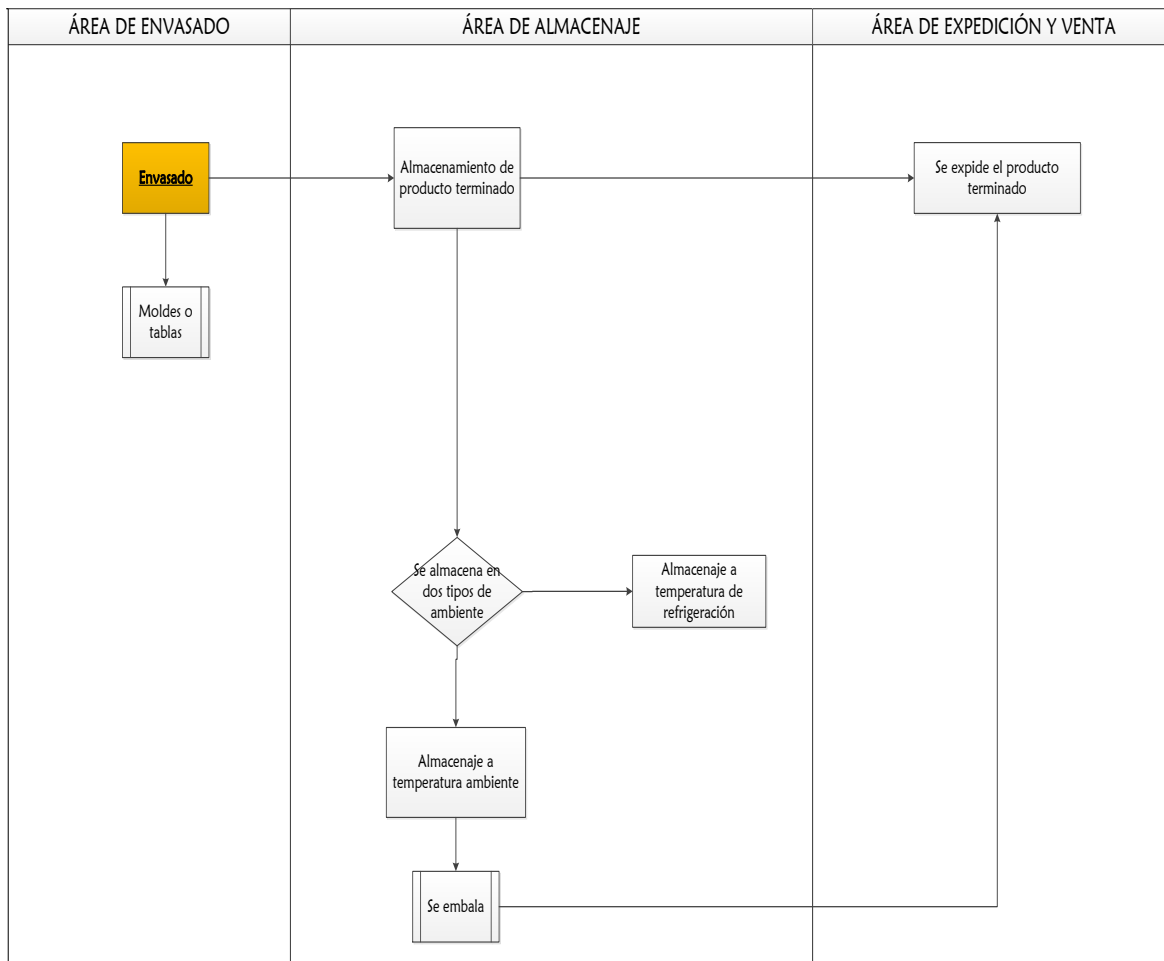 ÁREA DE ENVASADO
ÁREA DE ALMACENAJE
ÁREA DE EXPEDICIÓN Y VENTA
Envasado
Almacenamiento de
producto terminado
Se expide el producto
terminado
Moldes o
tablas
Se almacena en
dos tipos de
ambiente
Almacenaje a
temperatura de
refrigeración
Almacenaje a
temperatura ambiente
Se embala